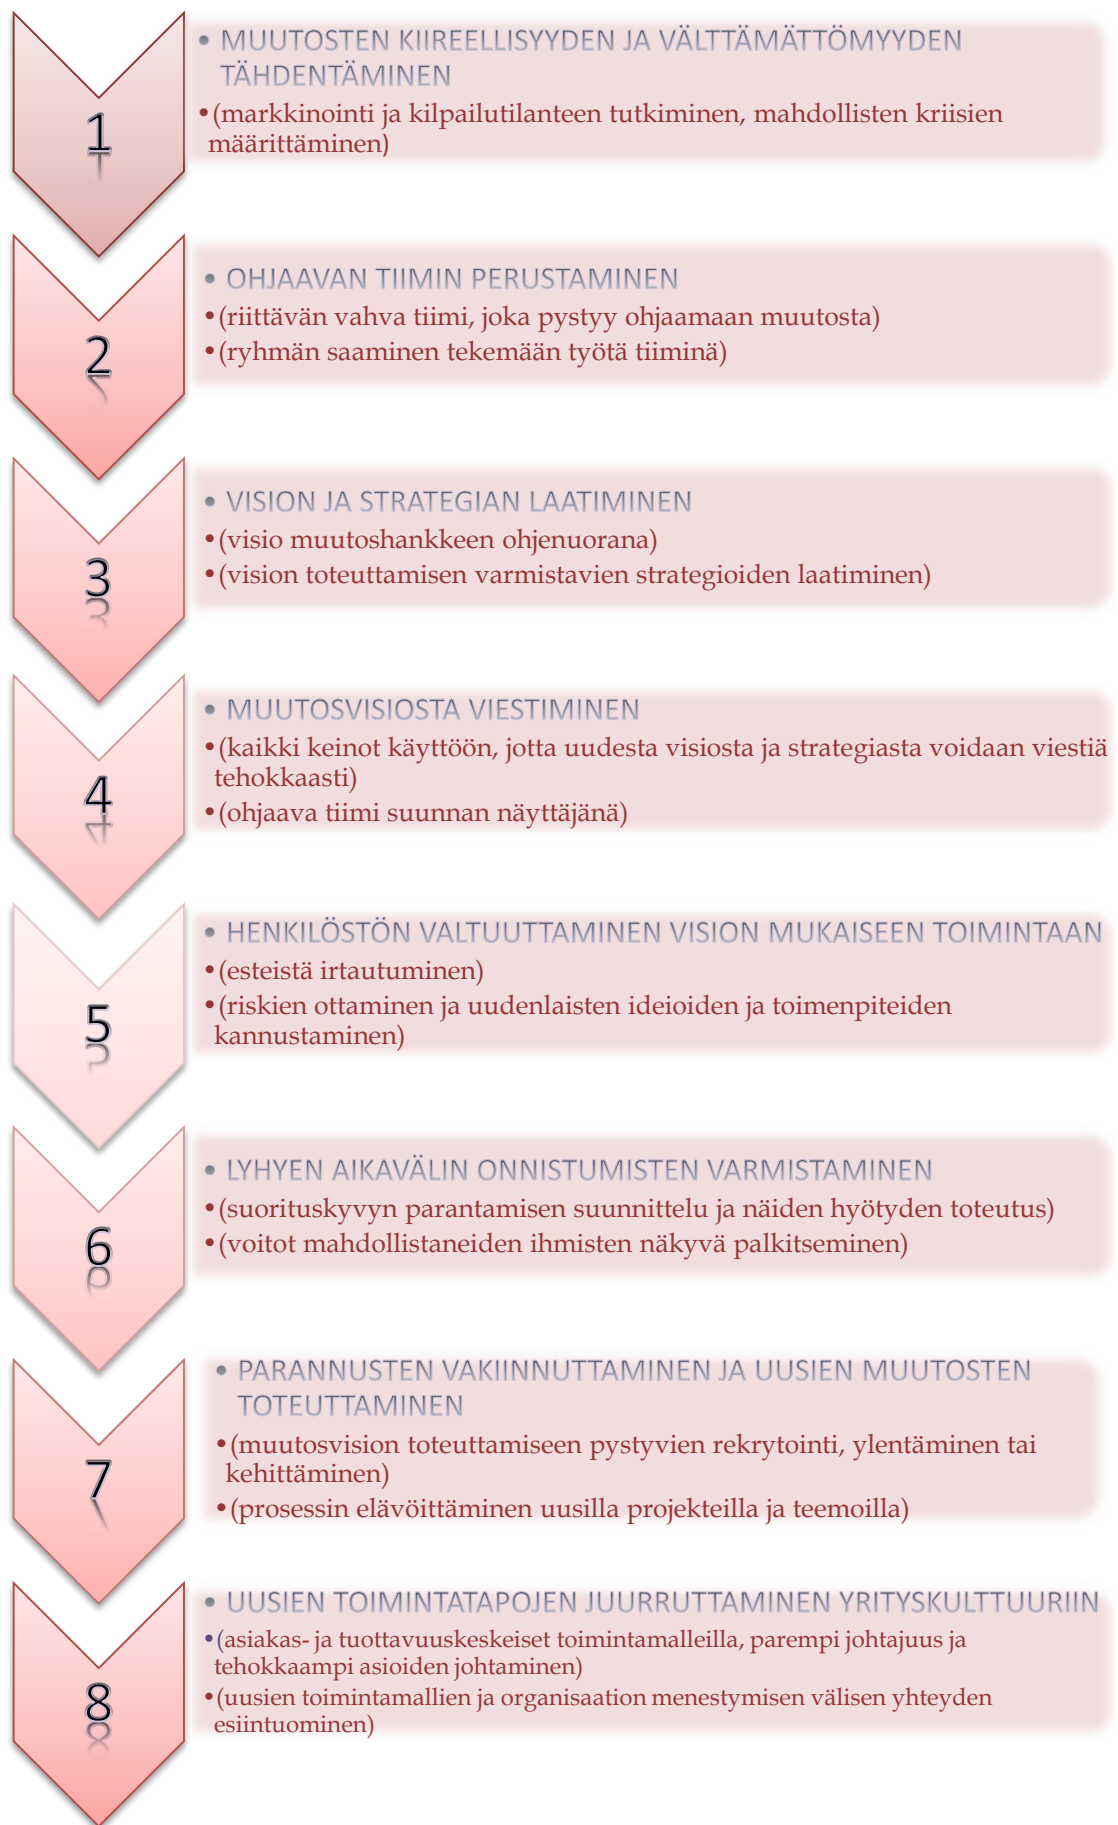 1
• MUUTOSTEN KIIREELLISYYDEN JA VÄLTTÄMÄTTÖMYYDEN
TÄHDENTÄMINEN
•(markkinointi ja kilpailutilanteen tutkiminen, mahdollisten kriisien
määrittäminen)
2
• OHJAAVAN TIIMIN PERUSTAMINEN
•(riittävän vahva tiimi, joka pystyy ohjaamaan muutosta)
•(ryhmän saaminen tekemään työtä tiiminä)
3
• VISION JA STRATEGIAN LAATIMINEN
•(visio muutoshankkeen ohjenuorana)
•(vision toteuttamisen varmistavien strategioiden laatiminen)
4
• MUUTOSVISIOSTA VIESTIMINEN
•(kaikki keinot käyttöön, jotta uudesta visiosta ja strategiasta voidaan viestiä
tehokkaasti)
•(ohjaava tiimi suunnan näyttäjänä)
5
• HENKILÖSTÖN VALTUUTTAMINEN VISION MUKAISEEN TOIMINTAAN
•(esteistä irtautuminen)
•(riskien ottaminen ja uudenlaisten ideioiden ja toimenpiteiden
kannustaminen)
6
• LYHYEN AIKAVÄLIN ONNISTUMISTEN VARMISTAMINEN
•(suorituskyvyn parantamisen suunnittelu ja näiden hyötyden toteutus)
•(voitot mahdollistaneiden ihmisten näkyvä palkitseminen)
7
• PARANNUSTEN VAKIINNUTTAMINEN JA UUSIEN MUUTOSTEN
TOTEUTTAMINEN
•(muutosvision toteuttamiseen pystyvien rekrytointi, ylentäminen tai
kehittäminen)
•(prosessin elävöittäminen uusilla projekteilla ja teemoilla)
8
• UUSIEN TOIMINTATAPOJEN JUURRUTTAMINEN YRITYSKULTTUURIIN
•(asiakas- ja tuottavuuskeskeiset toimintamalleilla, parempi johtajuus ja
tehokkaampi asioiden johtaminen)
•(uusien toimintamallien ja organisaation menestymisen välisen yhteyden
esiintuominen)